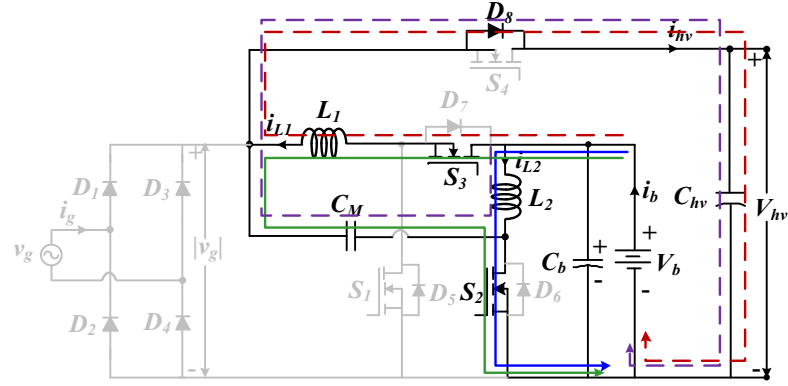 D8
ihv
+
S4
D7
L1
iL1
+
S3
iL2
D1
D3
L2
ib
CM
Chv
Vhv
ig
vg
|vg|
+
+
Cb
Vb
S1
D5
S2
D6
-
-
D2
D4
-
-